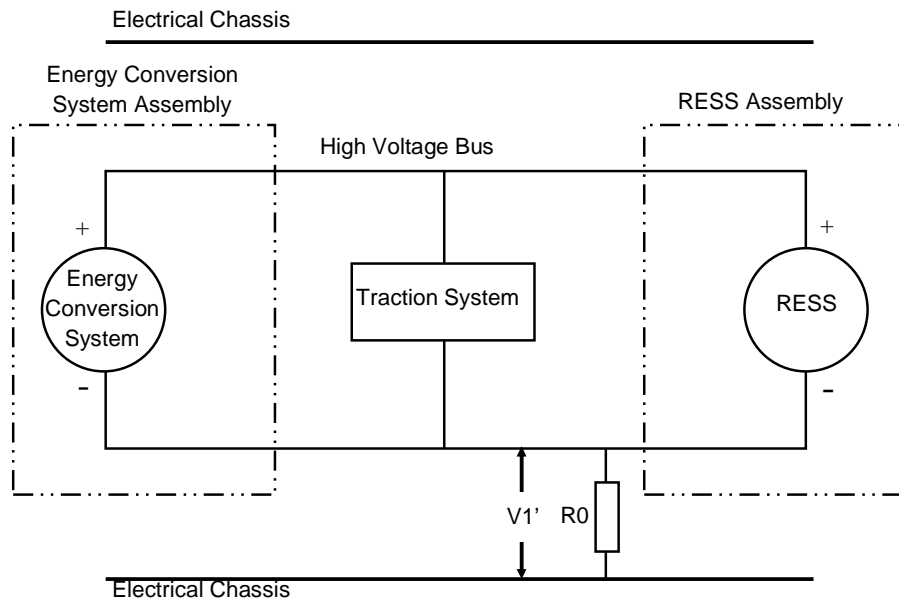 Electrical Chassis
Energy Conversion
System Assembly
RESS Assembly
High Voltage Bus
+
+
Energy
Conversion
System
Traction System
RESS
-
-
V1’
R0
Electrical Chassis